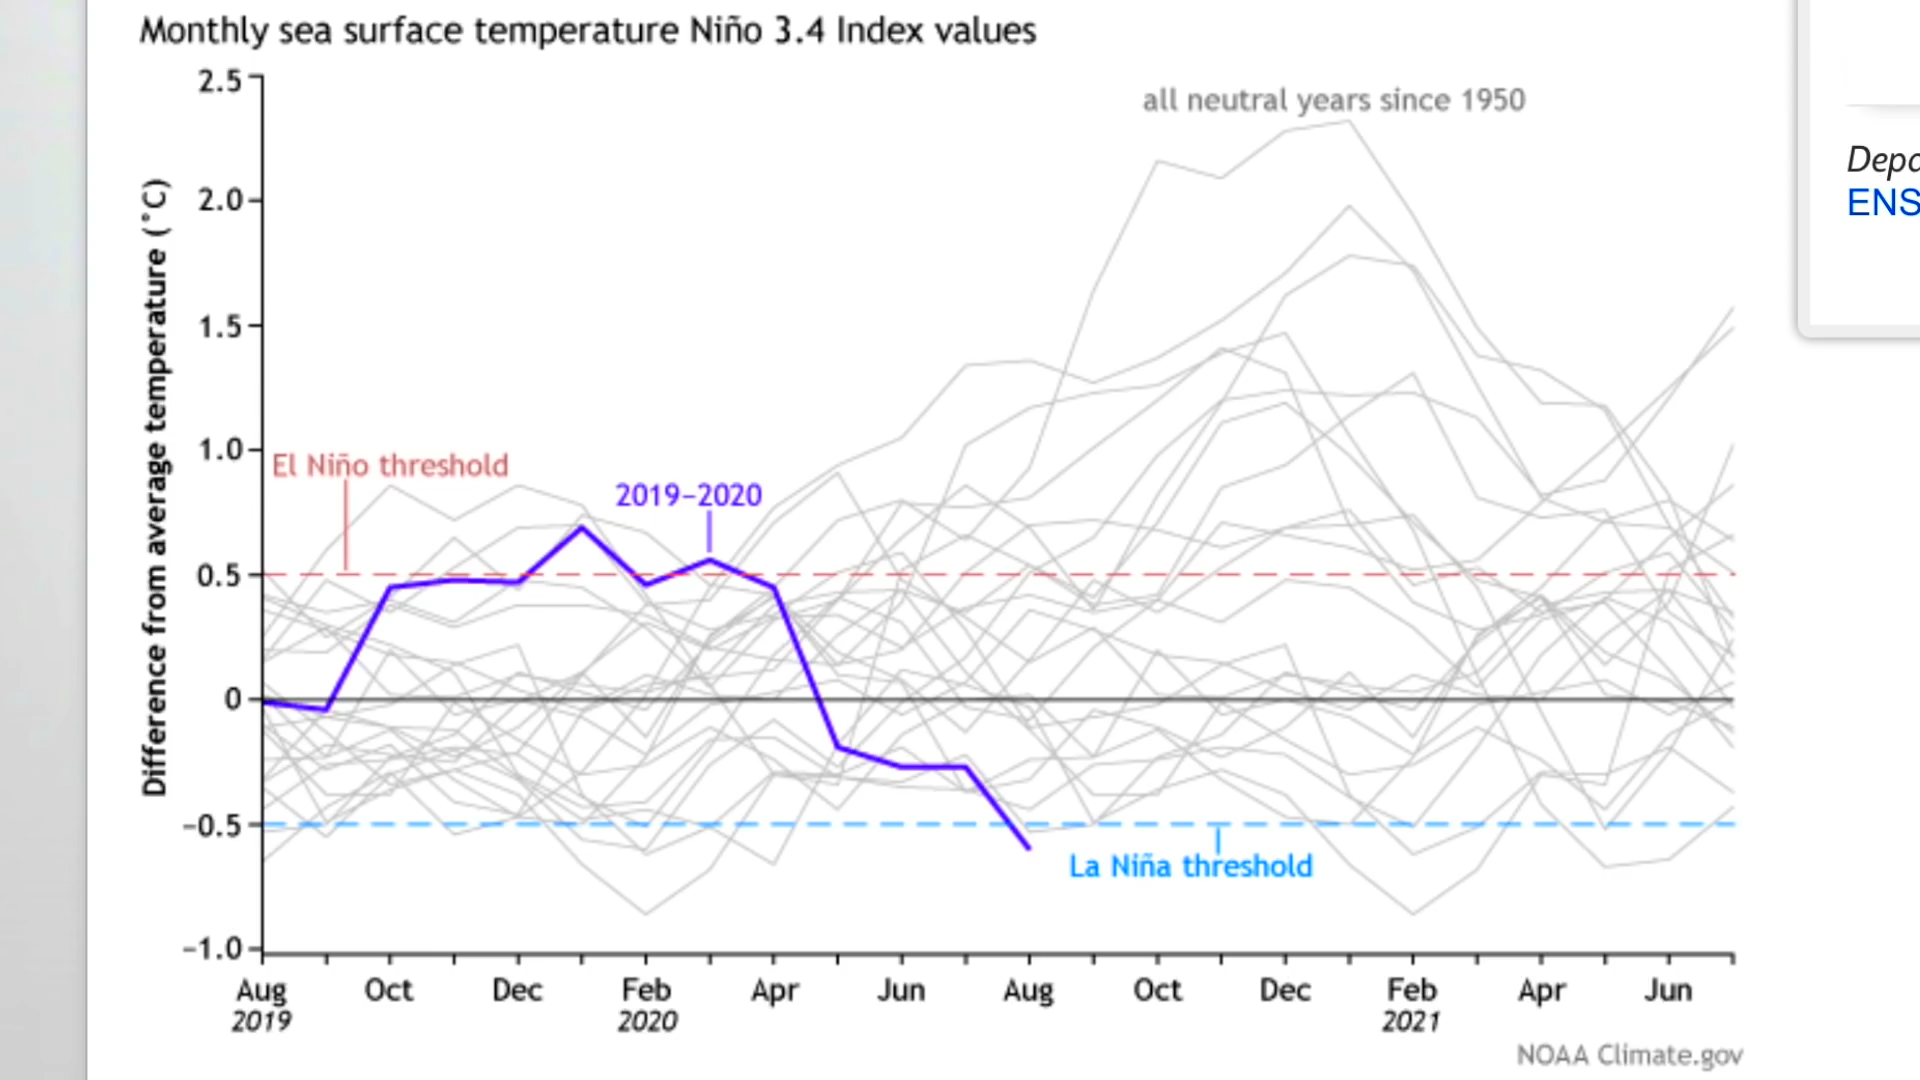 Monthly sea surface temperature Niño 3.4 Index values
2.5
2.0
1.5
1.0
0.5
0
−0.5
−1.0
Difference from average temperature (˚C)
all neutral years since 1950
El Niño threshold
2019–2020
La Niña threshold
Aug
2019
Oct
Dec
Feb
2020
Apr
Jun
Aug
Oct
Dec
Feb
2021
Apr
Jun
NOAA Climate.gov
ENS